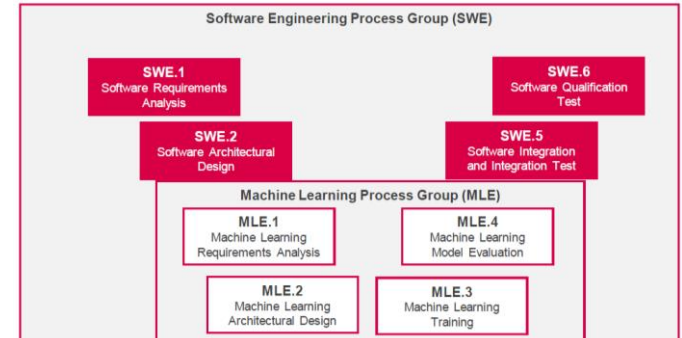 Software Engineering Process Group (SWE)
SWE.1
Software Requirements
Analysis
SWE.6
Software Qualification
Test
SWE.2
Software Architectural
Design
SWE.5
Software Integration
and Integration Test
Machine Learning Process Group (MLE)
MLE.1
Machine Learning
Requirements Analysis
MLE.4
Machine Learning
Model Evaluation
MLE.2
Machine Learning
Architectural Design
MLE.3
Machine Learning
Training